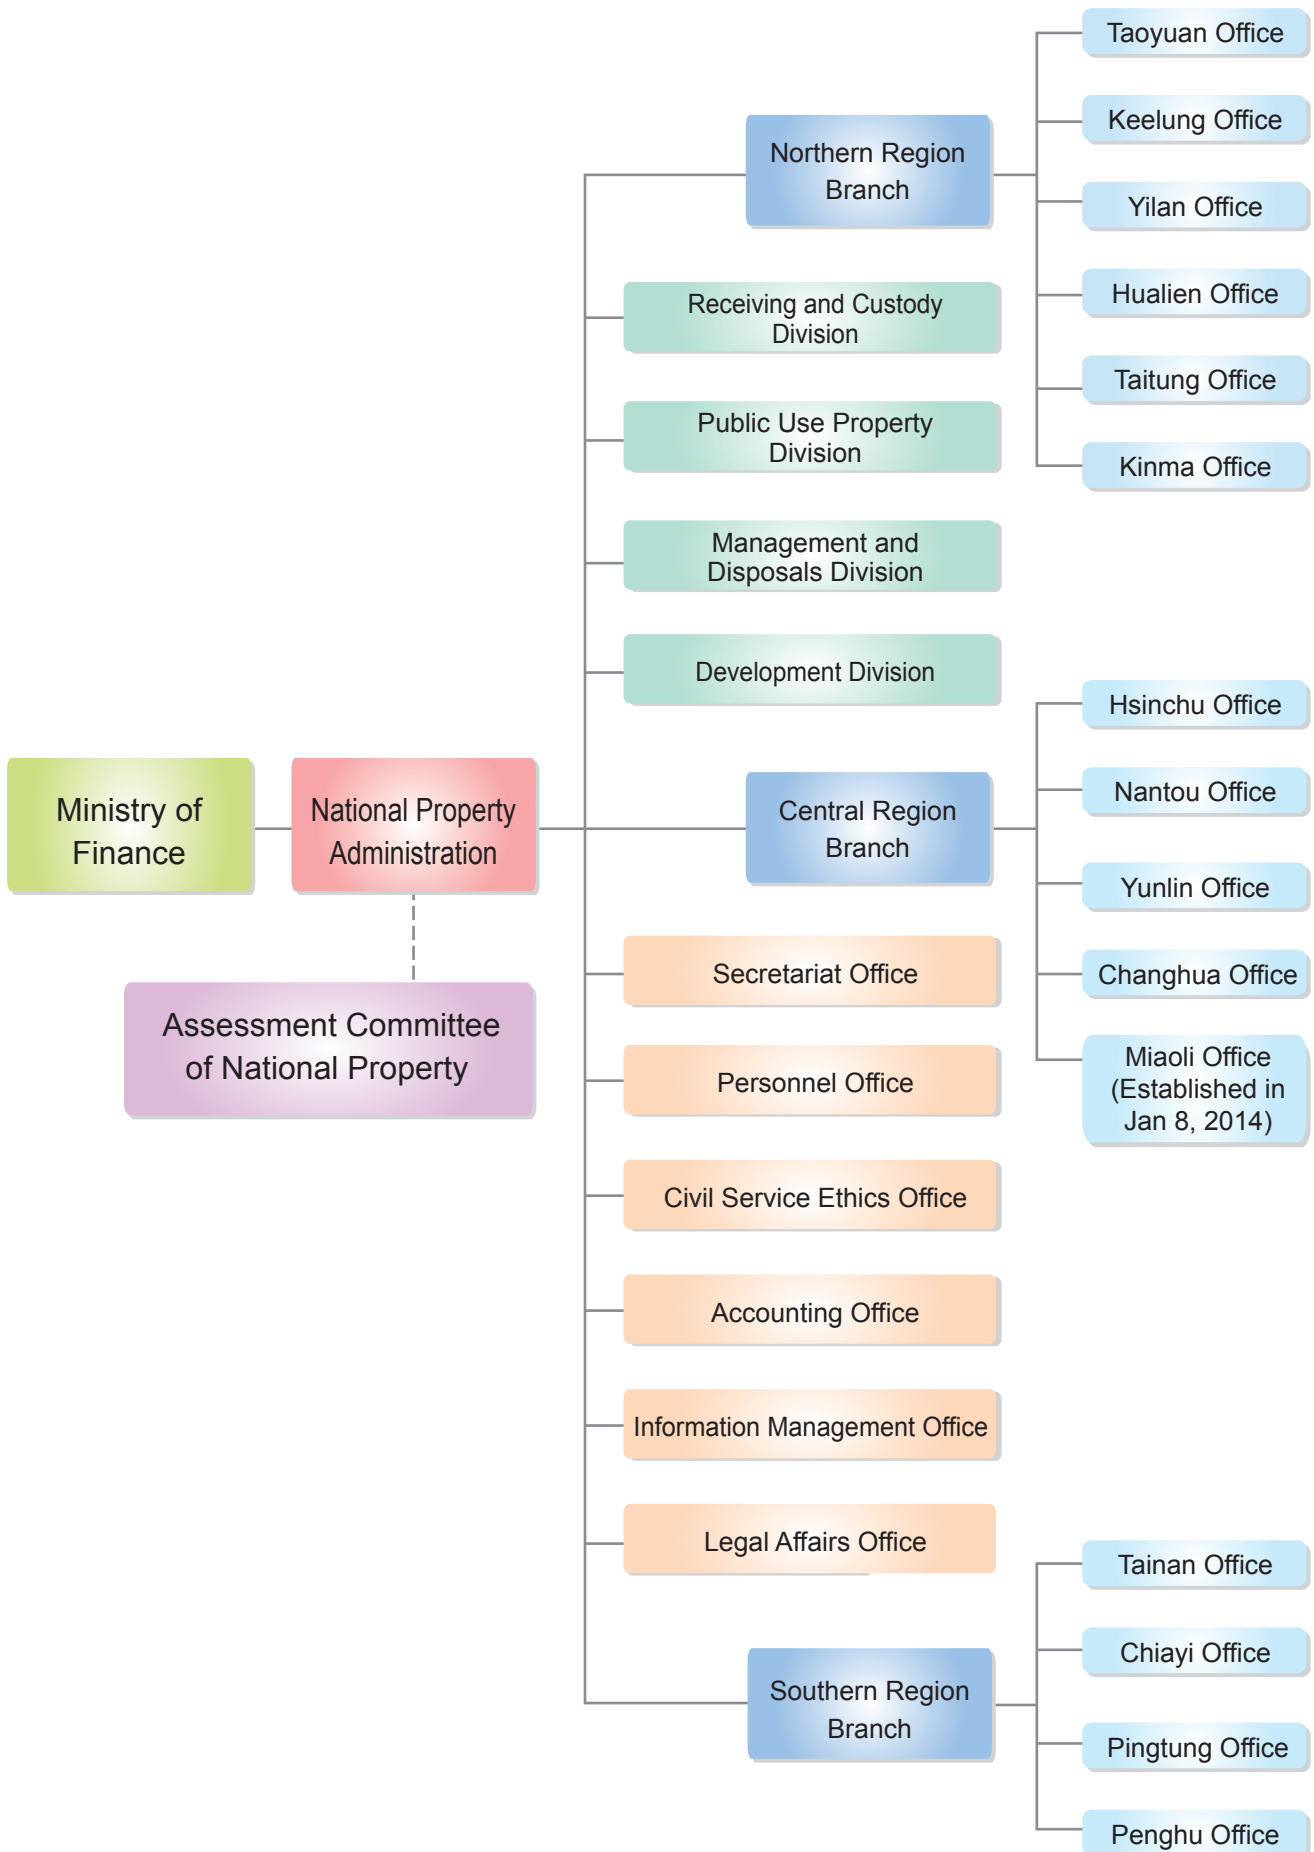 Ministry of
Finance
National Property
Administration
Assessment Committee
of National Property
Northern Region
Branch
Taoyuan Office
Keelung Office
Yilan Office
Hualien Office
Taitung Office
Kinma Office
Receiving and Custody
Division
Public Use Property
Division
Management and
Disposals Division
Development Division
Central Region
Branch
Hsinchu Office
Nantou Office
Yunlin Office
Changhua Office
Miaoli Office
(Established in
Jan 8, 2014)
Secretariat Office
Personnel Office
Civil Service Ethics Office
Accounting Office
Information Management Office
Legal Affairs Office
Southern Region
Branch
Tainan Office
Chiayi Office
Pingtung Office
Penghu Office